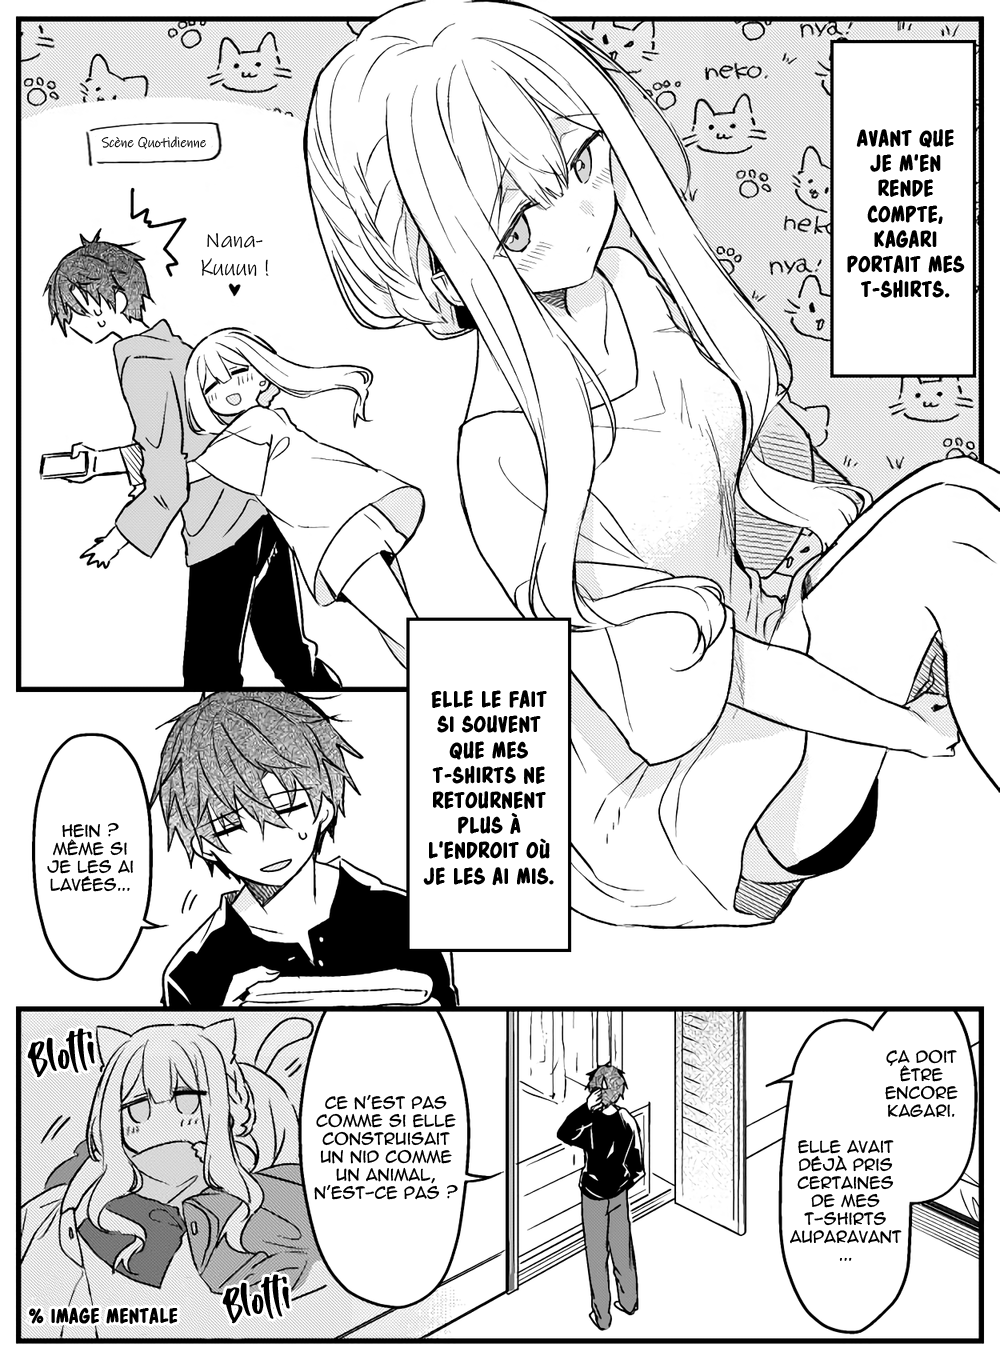 nya!
neko.
neko
nya!
AVANT QUE
JE M'EN
RENDE
COMPTE,
KAGARI
PORTAIT MES
T-SHIRTS.
Scène Quotidienne
Nana-
Kuuun !
♥
ELLE LE FAIT
SI SOUVENT
QUE MES
T-SHIRTS NE
RETOURNENT
PLUS À
L'ENDROIT OÙ
JE LES AI MIS.
HEIN ?
MÊME SI
JE LES AI
LAVÉES...
Blotti
CE N'EST PAS
COMME SI ELLE
CONSTRUISAIT
UN NID COMME
UN ANIMAL,
N'EST-CE PAS ?
ÇA DOIT
ÊTRE
ENCORE
KAGARI.
ELLE AVAIT
DÉJÀ PRIS
CERTAINES
DE MES
T-SHIRTS
AUPARAVANT
...
Blotti
% IMAGE MENTALE